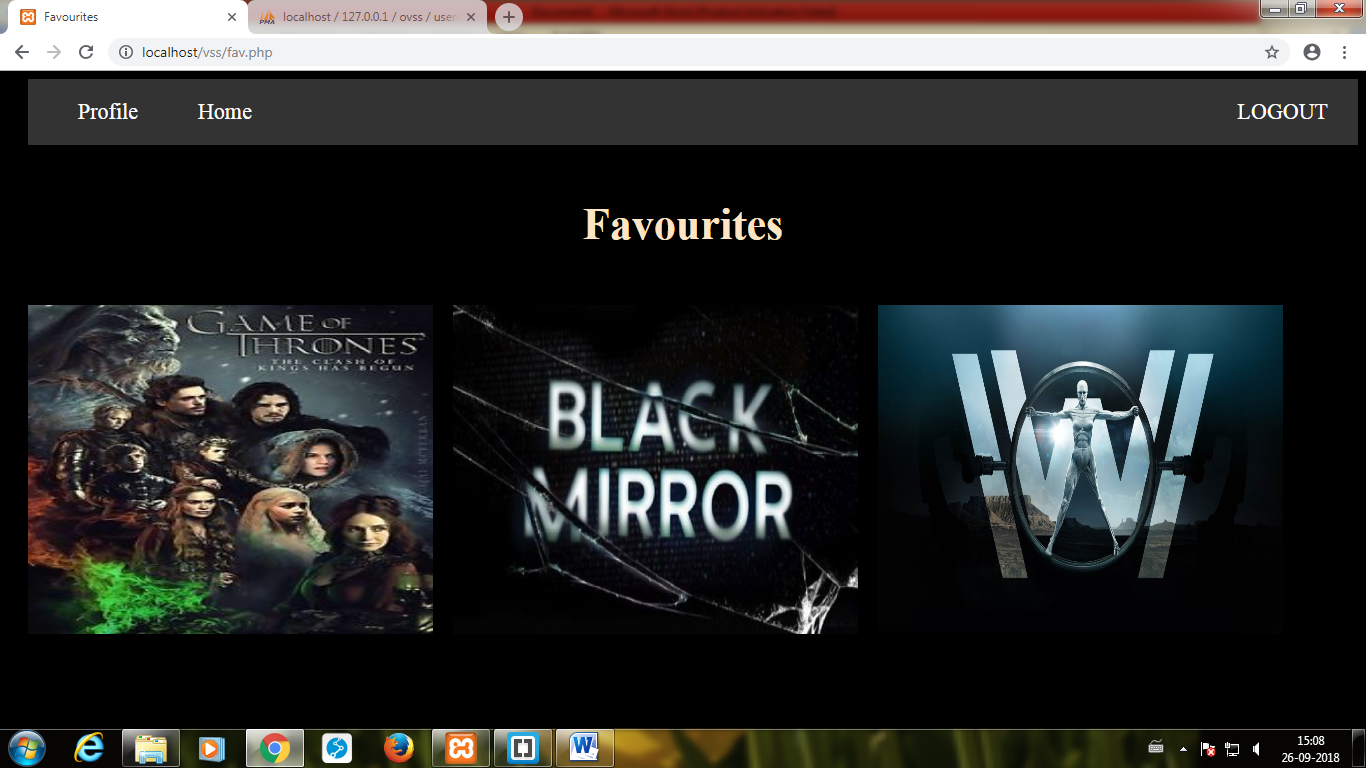 Favourites
localhost / 127.0.0.1 / ovss / user
localhost/vss/fav.php
Profile
Home
LOGOUT
Favourites
GAME OF
THRONES
THE CLASH OF
KINGS HAS BEGUN
BLACK
MIRROR
W
15:08
26-09-2018